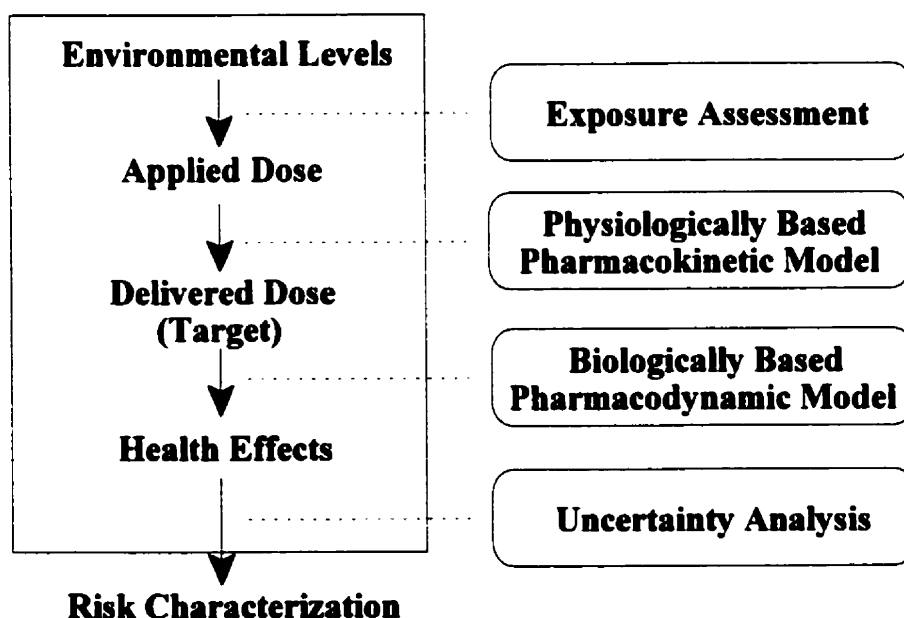 Environmental Levels
Exposure Assessment
Applied Dose
Physiologically Based
Pharmacokinetic Model
Delivered Dose
(Target)
Biologically Based
Pharmacodynamic Model
Health Effects
Uncertainty Analysis
Risk Characterization